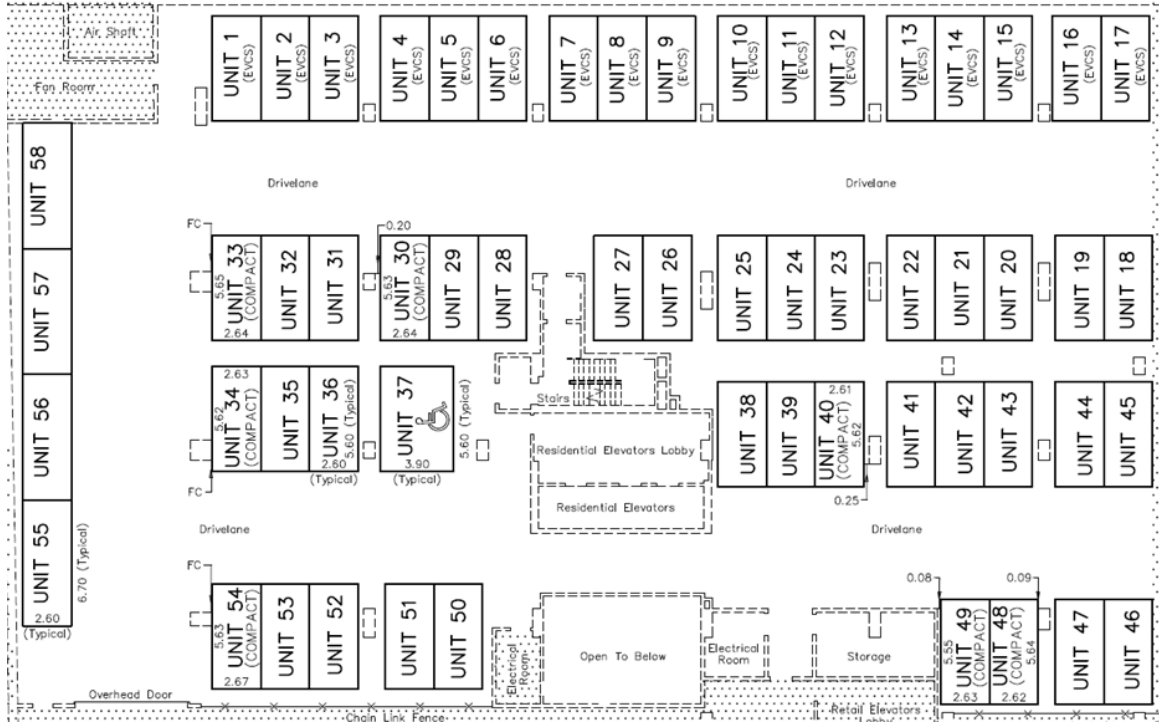 Air Shaft
Fan Room
UNIT 1
(EVCS)
UNIT 2
(EVCS)
UNIT 3
(EVCS)
UNIT 4
(EVCS)
UNIT 5
(EVCS)
UNIT 6
(EVCS)
UNIT 7
(EVCS)
UNIT 8
(EVCS)
UNIT 9
(EVCS)
UNIT 10
(EVCS)
UNIT 11
(EVCS)
UNIT 12
(EVCS)
UNIT 13
(EVCS)
UNIT 14
(EVCS)
UNIT 15
(EVCS)
UNIT 16
(EVCS)
UNIT 17
(EVCS)
UNIT 58
UNIT 57
UNIT 56
UNIT 55
6.70 (Typical)
2.60
(Typical)
Drivelane
Drivelane
FC
5.65
UNIT 33
(COMPACT)
2.64
UNIT 32
UNIT 31
0.20
5.63
UNIT 30
(COMPACT)
2.64
UNIT 29
UNIT 28
UNIT 27
UNIT 26
UNIT 25
UNIT 24
UNIT 23
UNIT 22
UNIT 21
UNIT 20
UNIT 19
UNIT 18
2.63
5.62
UNIT 34
(COMPACT)
FC
UNIT 35
UNIT 36
5.60 (Typical)
2.60
(Typical)
UNIT 37
5.60 (Typical)
3.90
(Typical)
Stairs
Residential Elevators Lobby
Residential Elevators
UNIT 38
UNIT 39
2.61
UNIT 40
(COMPACT)
5.62
0.25
UNIT 41
UNIT 42
UNIT 43
UNIT 44
UNIT 45
Drivelane
Drivelane
FC
5.63
UNIT 54
(COMPACT)
2.67
UNIT 53
UNIT 52
UNIT 51
UNIT 50
Electrical
Room
Open To Below
Electrical
Room
Storage
0.08
0.09
5.55
UNIT 49
(COMPACT)
2.63
UNIT 48
(COMPACT)
5.64
2.62
UNIT 47
UNIT 46
Overhead Door
Chain Link Fence
Retail Elevators
Lobby